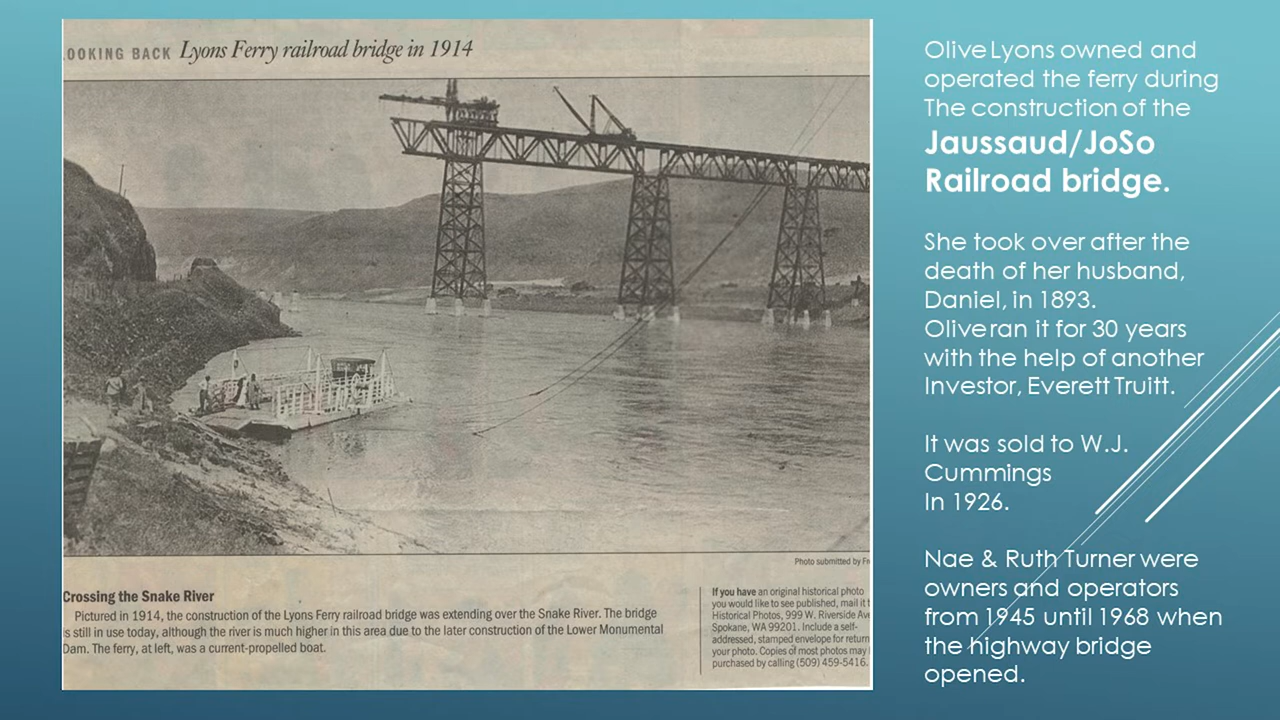 OOKING BACK Lyons Ferry railroad bridge in 1914
Photo submitted by Fr
Crossing the Snake River
Pictured in 1914, the construction of the Lyons Ferry railroad bridge was extending over the Snake River. The bridge
is still in use today, although the river is much higher in this area due to the later construction of the Lower Monumental
Dam. The ferry, at left, was a current-propelled boat.
If you have an original historical photo
you would like to see published, mail it t
Historical Photos, 999 W. Riverside Av
Spokane, WA 99201. Include a self-
addressed, stamped envelope for return
your photo. Copies of most photos may
purchased by calling (509) 459-5416.
Olive Lyons owned and
operated the ferry during
The construction of the
Jaussaud/JoSo
Railroad bridge.
She took over after the
death of her husband,
Daniel, in 1893.
Olive ran it for 30 years
with the help of another
Investor, Everett Truitt.
It was sold to W.J.
Cummings
In 1926.
Nae & Ruth Turner were
owners and operators
from 1945 until 1968 when
the highway bridge
opened.